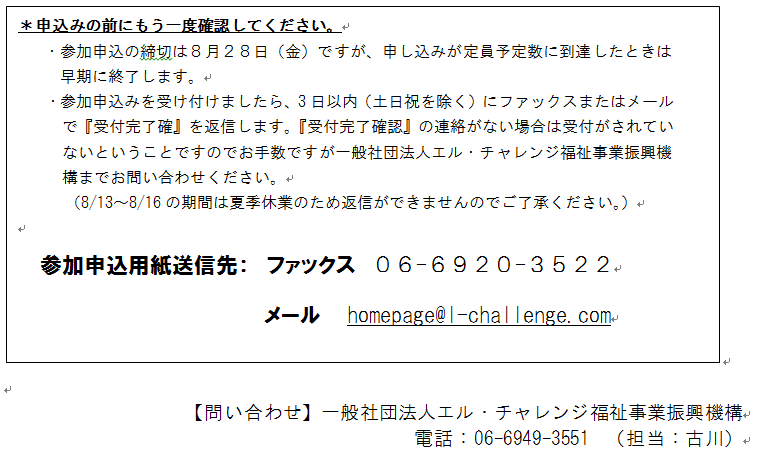 ＊申込みの前にもう一度確認してください。
・参加申込の締切は８月２８日（金）ですが、申し込みが定員予定数に到達したときは
早期に終了します。
・参加申込みを受け付けましたら、3日以内（土日祝を除く）にファックスまたはメール
で『受付完了確』を返信します。『受付完了確認』の連絡がない場合は受付がされてい
ないということですのでお手数ですが一般社団法人エル・チャレンジ福祉事業振興機
構までお問い合わせください。
（8/13～8/16の期間は夏季休業のため返信ができませんのでご了承ください。）
参加申込用紙送信先： ファックス ０６-６９２０-３５２２
メール homepage@l-challenge.com
【問い合わせ】一般社団法人エル・チャレンジ福祉事業振興機構
電話：06-6949-3551 （担当：古川）